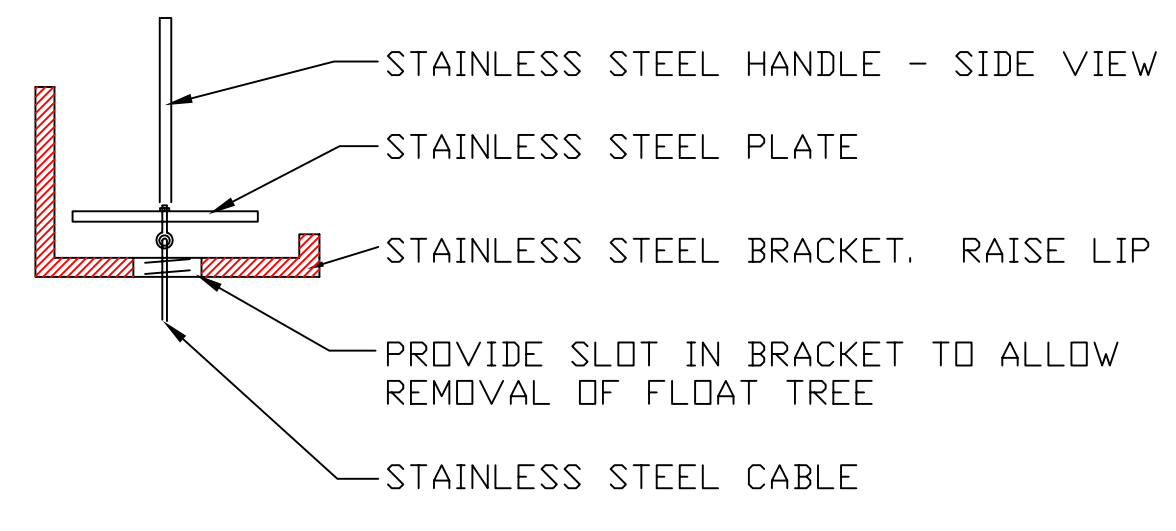 STAINLESS STEEL HANDLE - SIDE VIEW
STAINLESS STEEL PLATE
STAINLESS STEEL BRACKET. RAISE LIP
PROVIDE SLOT IN BRACKET TO ALLOW
REMOVAL OF FLOAT TREE
STAINLESS STEEL CABLE